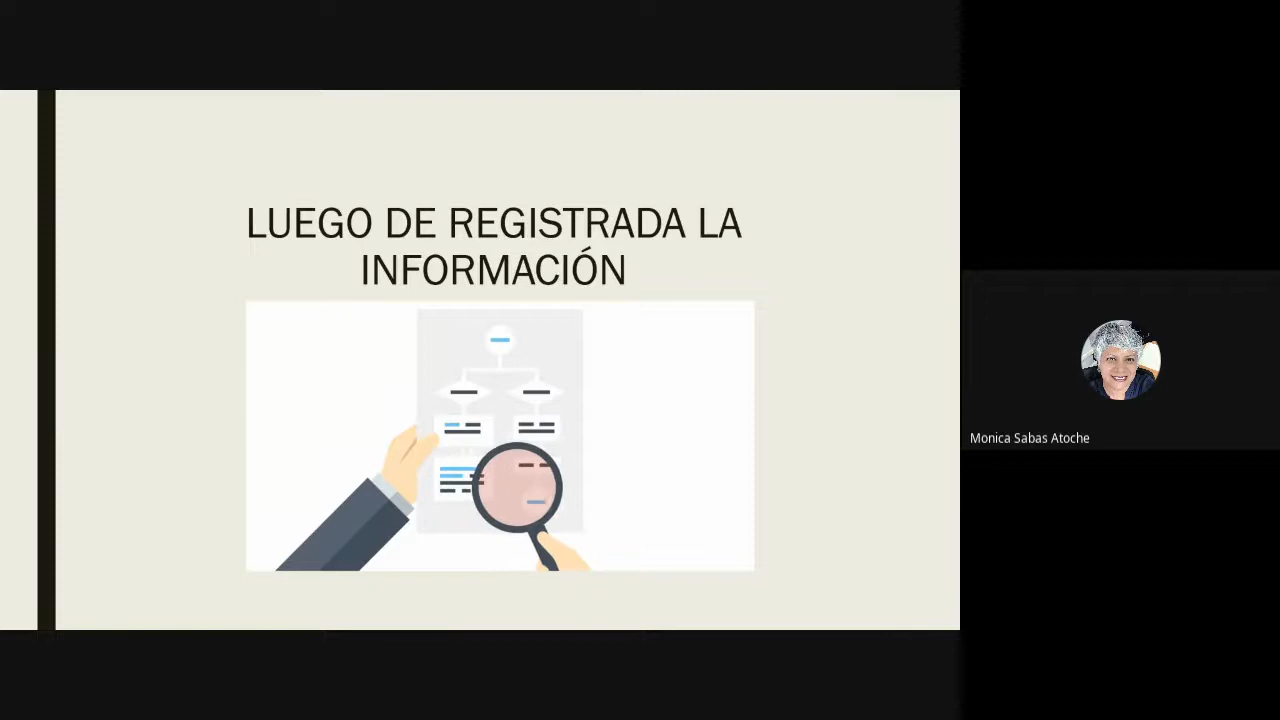 LUEGO DE REGISTRADA LA
INFORMACIÓN
Monica Sabas Atoche